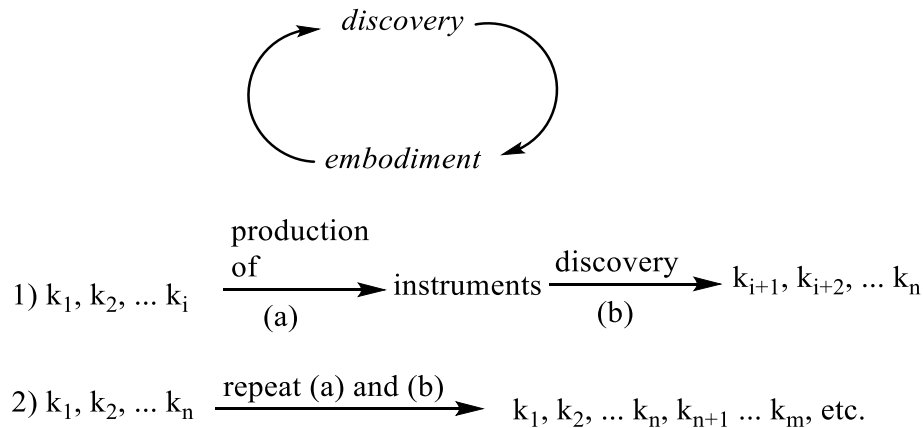 discovery
embodiment
production
of
1) k₁, k₂, ... kᵢ
(a)
instruments
discovery
(b)
kᵢ₊₁, kᵢ₊₂, ... kₙ
2) k₁, k₂, ... kₙ
repeat (a) and (b)
k₁, k₂, ... kₙ, kₙ₊₁ ... kₘ, etc.